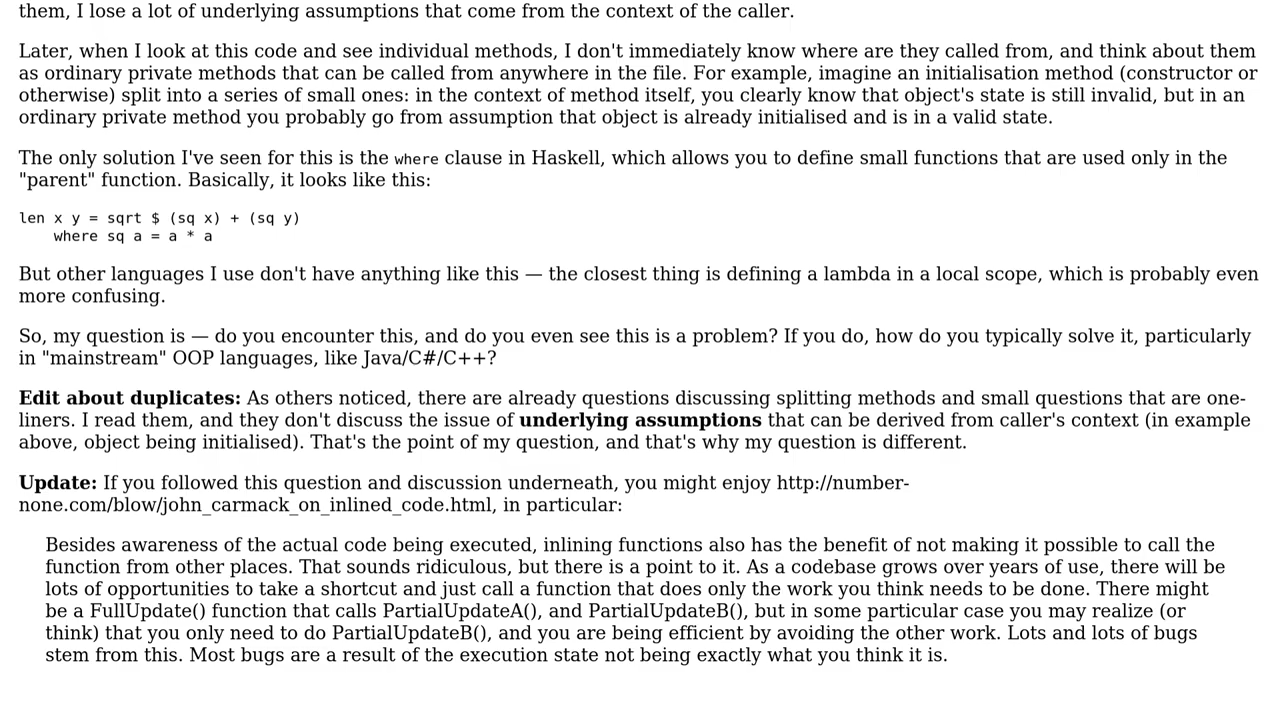 them, I lose a lot of underlying assumptions that come from the context of the caller.
Later, when I look at this code and see individual methods, I don't immediately know where are they called from, and think about them
as ordinary private methods that can be called from anywhere in the file. For example, imagine an initialisation method (constructor or
otherwise) split into a series of small ones: in the context of method itself, you clearly know that object's state is still invalid, but in an
ordinary private method you probably go from assumption that object is already initialised and is in a valid state.
The only solution I've seen for this is the where clause in Haskell, which allows you to define small functions that are used only in the
"parent" function. Basically, it looks like this:
len x y = sqrt $ (sq x) + (sq y)
    where sq a = a * a
But other languages I use don't have anything like this — the closest thing is defining a lambda in a local scope, which is probably even
more confusing.
So, my question is — do you encounter this, and do you even see this is a problem? If you do, how do you typically solve it, particularly
in "mainstream" OOP languages, like Java/C#/C++?
Edit about duplicates: As others noticed, there are already questions discussing splitting methods and small questions that are one-
liners. I read them, and they don't discuss the issue of underlying assumptions that can be derived from caller's context (in example
above, object being initialised). That's the point of my question, and that's why my question is different.
Update: If you followed this question and discussion underneath, you might enjoy http://number-
none.com/blow/john_carmack_on_inlined_code.html, in particular:
Besides awareness of the actual code being executed, inlining functions also has the benefit of not making it possible to call the
function from other places. That sounds ridiculous, but there is a point to it. As a codebase grows over years of use, there will be
lots of opportunities to take a shortcut and just call a function that does only the work you think needs to be done. There might
be a FullUpdate() function that calls PartialUpdateA(), and PartialUpdateB(), but in some particular case you may realize (or
think) that you only need to do PartialUpdateB(), and you are being efficient by avoiding the other work. Lots and lots of bugs
stem from this. Most bugs are a result of the execution state not being exactly what you think it is.